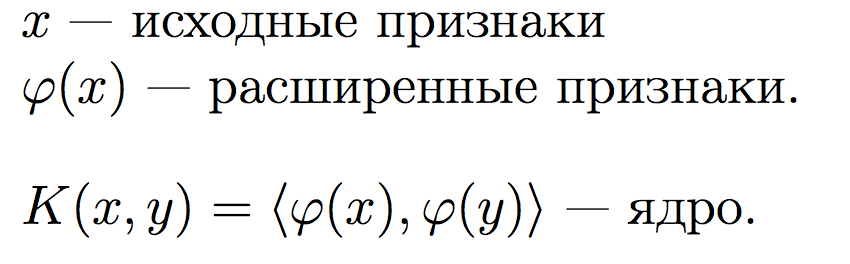 x — исходные признаки
φ(x) — расширенные признаки.
K(x, y) = ⟨φ(x), φ(y)⟩ — ядро.